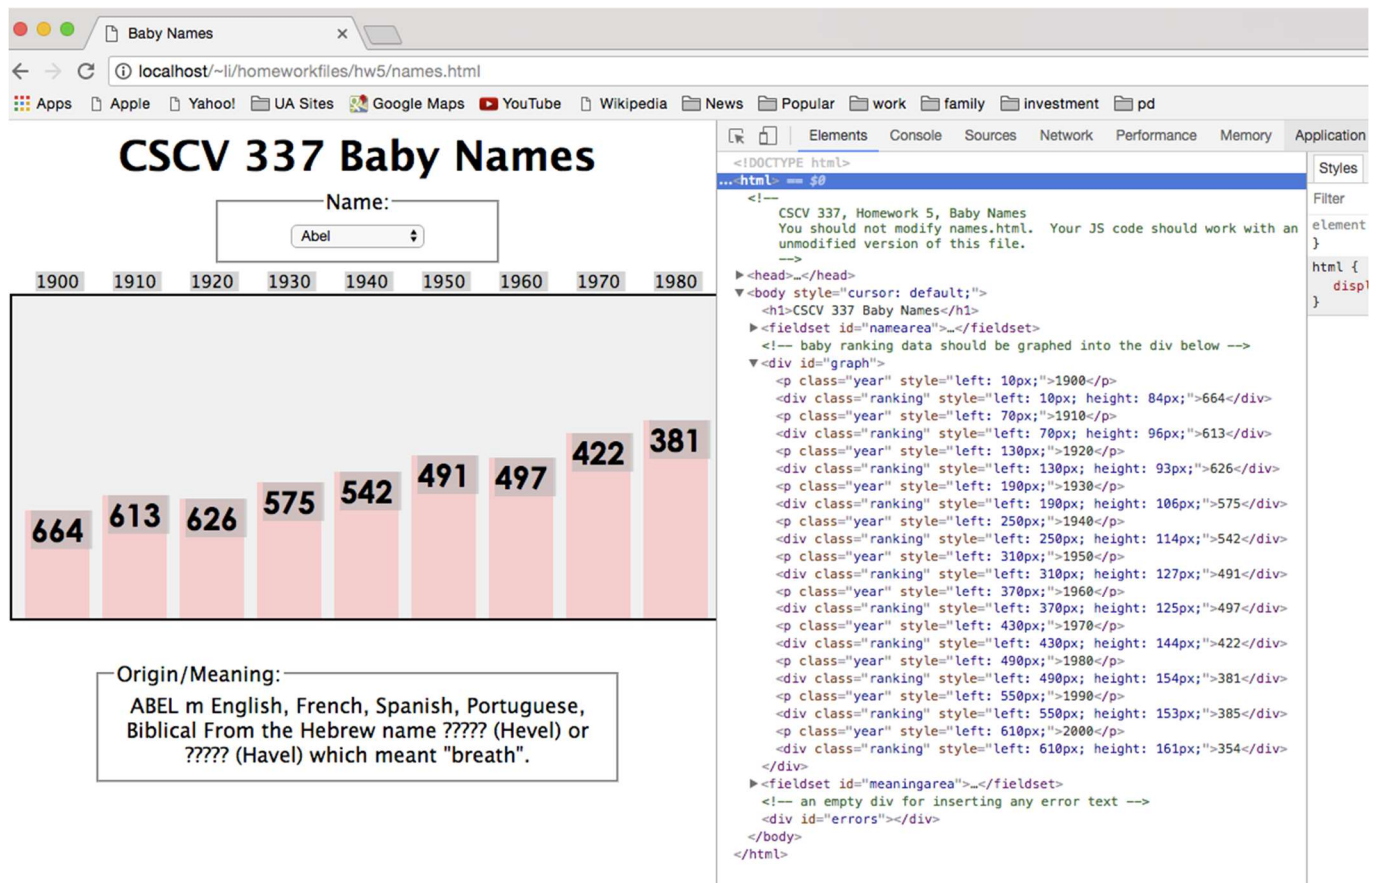 Baby Names
localhost/~li/homeworkfiles/hw5/names.html
Apps Apple Yahoo! UA Sites Google Maps YouTube Wikipedia News Popular work family investment pd
CSCV 337 Baby Names
Name:
Abel
1900 1910 1920 1930 1940 1950 1960 1970 1980
664 613 626 575 542 491 497 422 381
Origin/Meaning:
ABEL m English, French, Spanish, Portuguese,
Biblical From the Hebrew name ????? (Hevel) or
????? (Havel) which meant "breath".
Elements Console Sources Network Performance Memory Application
<!DOCTYPE html>
...<html> == $0
<!--
CSCV 337, Homework 5, Baby Names
You should not modify names.html. Your JS code should work with an
unmodified version of this file.
-->
<head>…</head>
<body style="cursor: default;">
<h1>CSCV 337 Baby Names</h1>
<fieldset id="namearea">…</fieldset>
<!-- baby ranking data should be graphed into the div below -->
<div id="graph">
<p class="year" style="left: 10px;">1900</p>
<div class="ranking" style="left: 10px; height: 84px;">664</div>
<p class="year" style="left: 70px;">1910</p>
<div class="ranking" style="left: 70px; height: 96px;">613</div>
<p class="year" style="left: 130px;">1920</p>
<div class="ranking" style="left: 130px; height: 93px;">626</div>
<p class="year" style="left: 190px;">1930</p>
<div class="ranking" style="left: 190px; height: 106px;">575</div>
<p class="year" style="left: 250px;">1940</p>
<div class="ranking" style="left: 250px; height: 114px;">542</div>
<p class="year" style="left: 310px;">1950</p>
<div class="ranking" style="left: 310px; height: 127px;">491</div>
<p class="year" style="left: 370px;">1960</p>
<div class="ranking" style="left: 370px; height: 125px;">497</div>
<p class="year" style="left: 430px;">1970</p>
<div class="ranking" style="left: 430px; height: 144px;">422</div>
<p class="year" style="left: 490px;">1980</p>
<div class="ranking" style="left: 490px; height: 154px;">381</div>
<p class="year" style="left: 550px;">1990</p>
<div class="ranking" style="left: 550px; height: 153px;">385</div>
<p class="year" style="left: 610px;">2000</p>
<div class="ranking" style="left: 610px; height: 161px;">354</div>
</div>
<fieldset id="meaningarea">…</fieldset>
<!-- an empty div for inserting any error text -->
<div id="errors"></div>
</body>
</html>
Styles
Filter
element
}
html {
displ
}